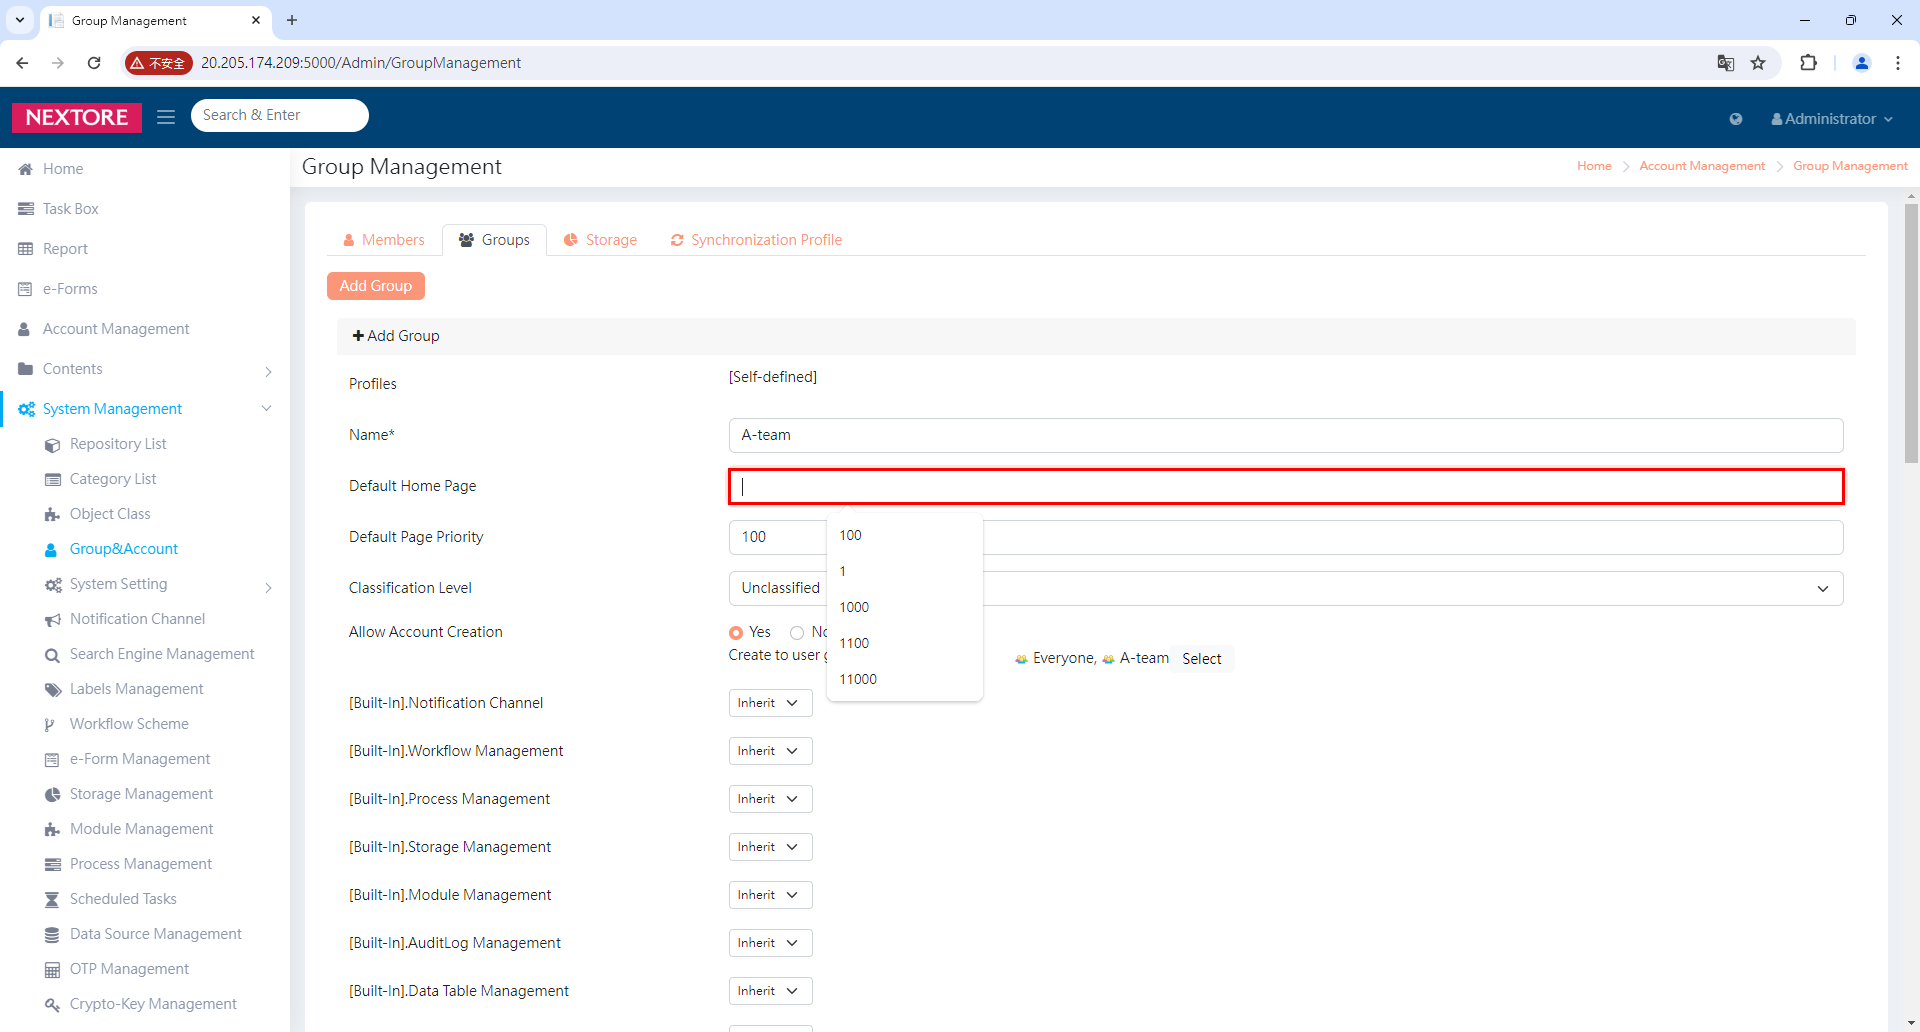 Group Management
不安全
20.205.174.209:5000/Admin/GroupManagement
NEXTORE
Search & Enter
Administrator
Home
Task Box
Report
e-Forms
Account Management
Contents
System Management
Repository List
Category List
Object Class
Group&Account
System Setting
Notification Channel
Search Engine Management
Labels Management
Workflow Scheme
e-Form Management
Storage Management
Module Management
Process Management
Scheduled Tasks
Data Source Management
OTP Management
Crypto-Key Management
Group Management
Home > Account Management > Group Management
Members Groups Storage Synchronization Profile
Add Group
Add Group
Profiles [Self-defined]
Name* A-team
Default Home Page
Default Page Priority 100
100
1
1000
1100
11000
Classification Level Unclassified
Allow Account Creation Yes
Create to user
Everyone, A-team Select
[Built-In].Notification Channel Inherit
[Built-In].Workflow Management Inherit
[Built-In].Process Management Inherit
[Built-In].Storage Management Inherit
[Built-In].Module Management Inherit
[Built-In].AuditLog Management Inherit
[Built-In].Data Table Management Inherit